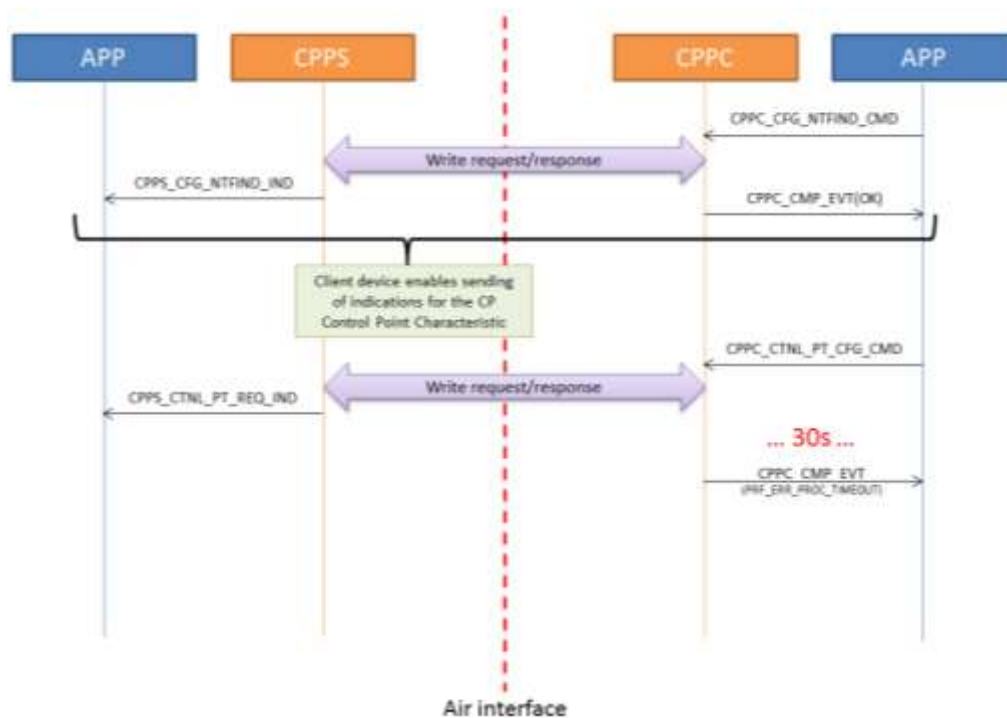 APP
CPPS
CPPC
APP
CPPC_CFG_NTFIND_CMD
Write request/response
CPPS_CFG_NTFIND_IND
CPPC_CMP_EVT(OK)
Client device enables sending
of indications for the CP
Control Point Characteristic
CPPC_CTNL_PT_CFG_CMD
Write request/response
CPPS_CTNL_PT_REQ_IND
... 30s ...
CPPC_CMP_EVT
(PRF_ERR_PROC_TIMEOUT)
Air interface